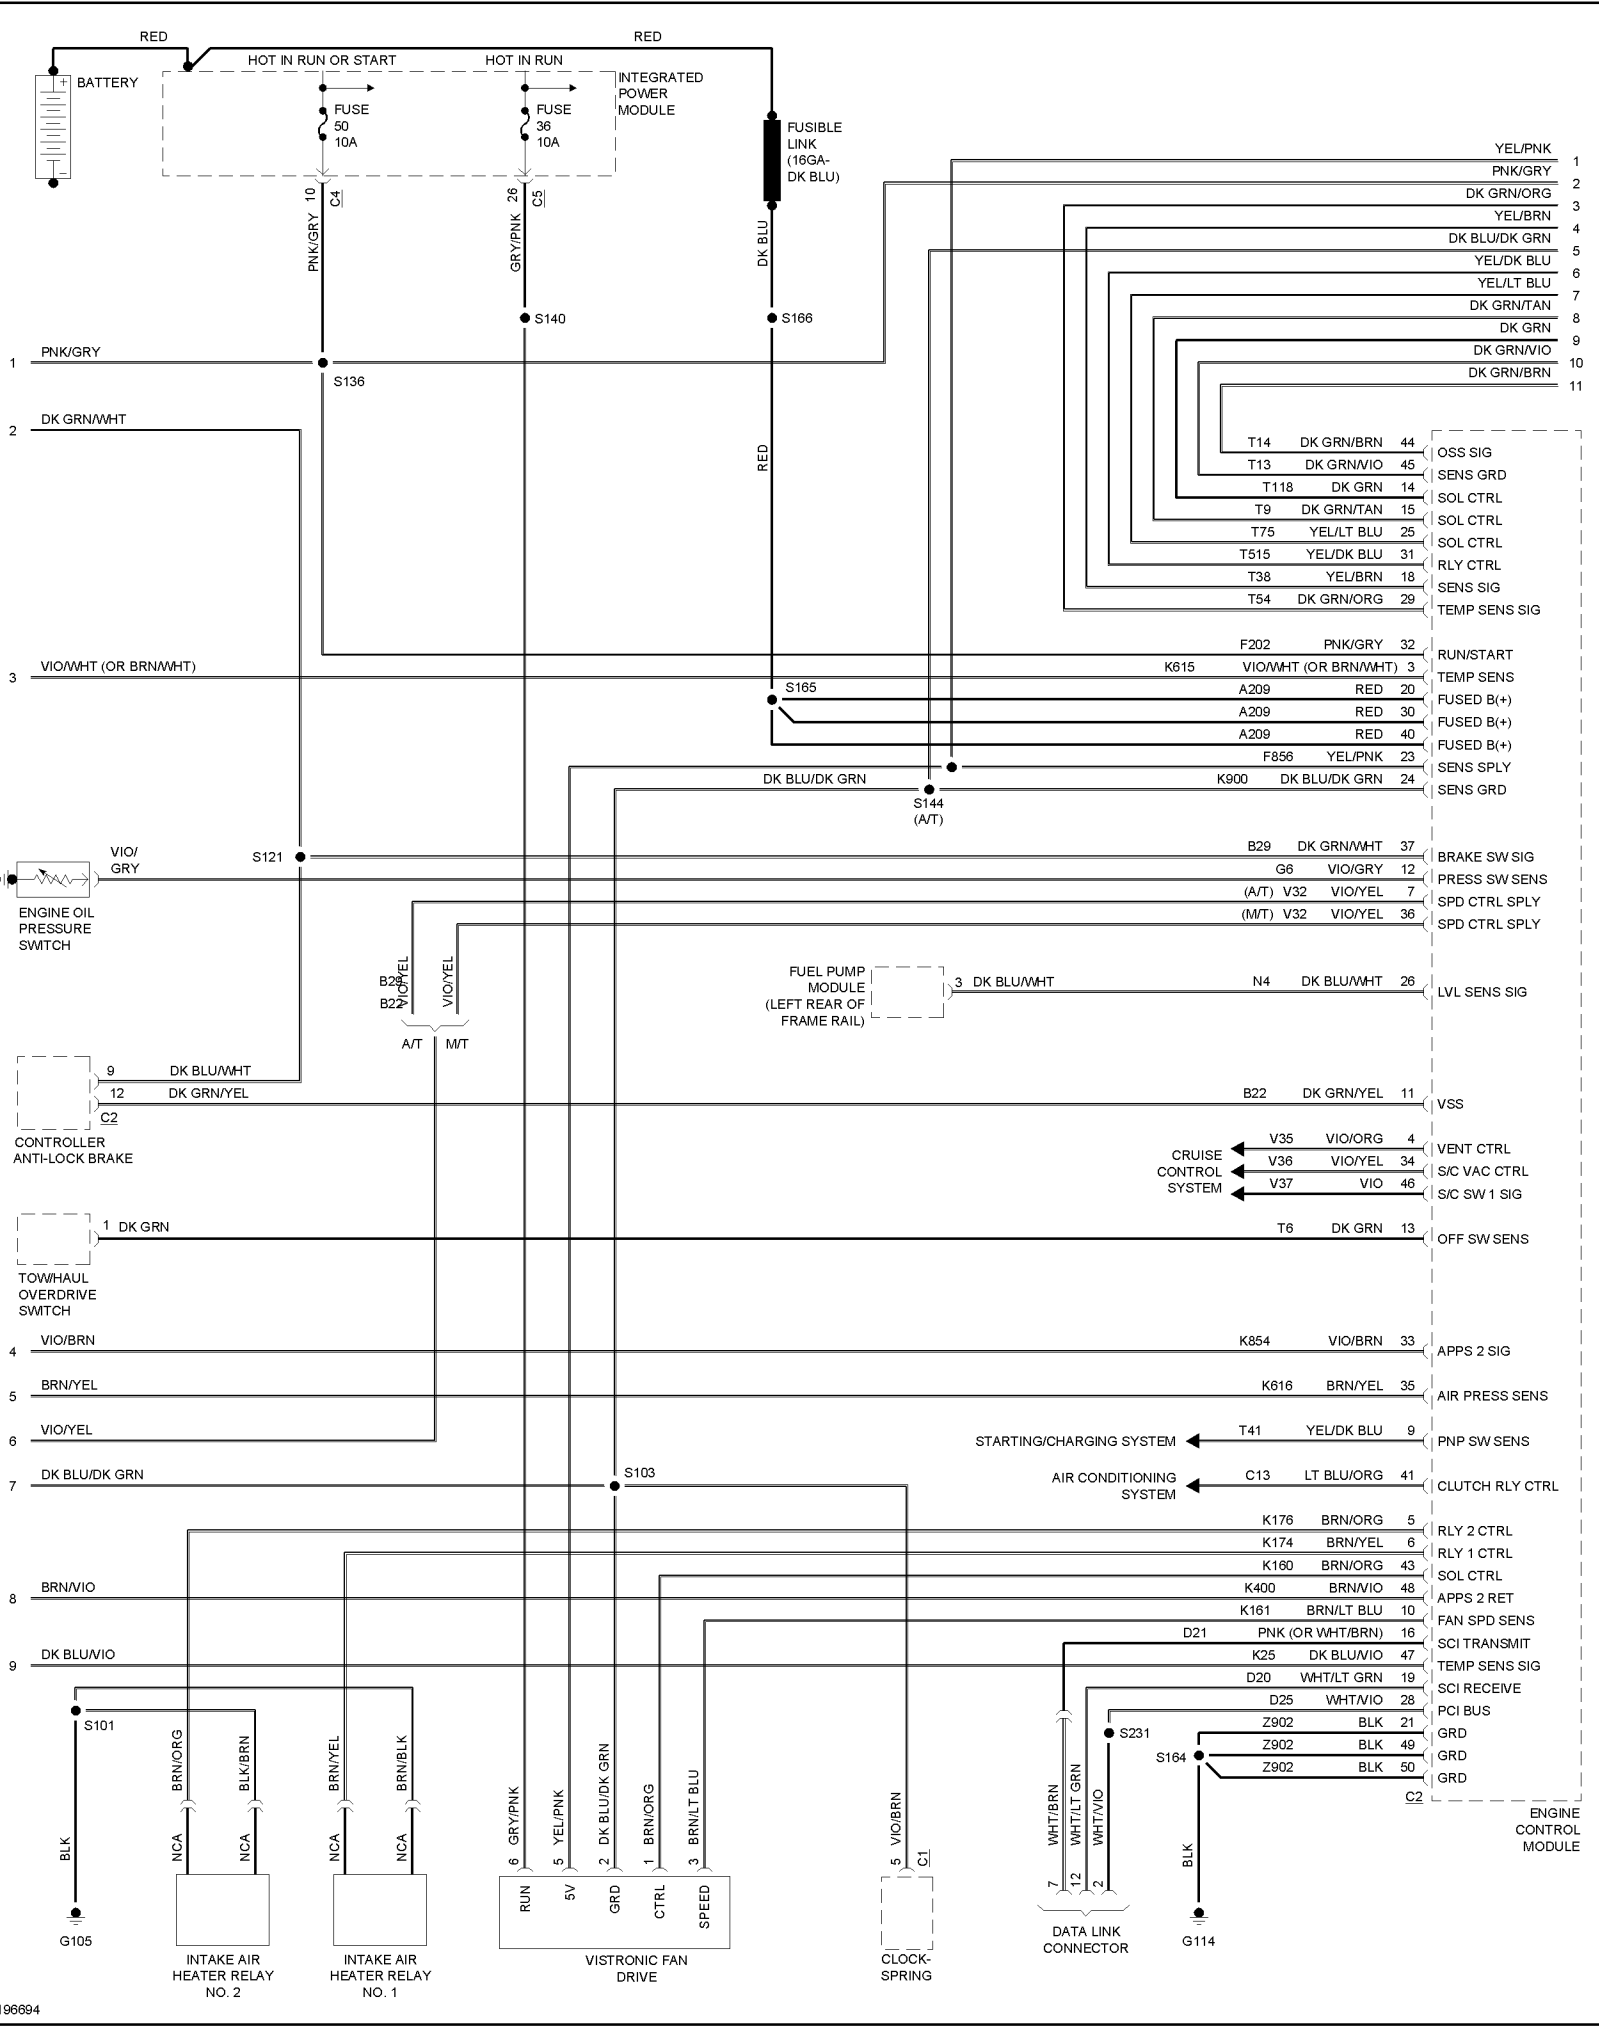 RED
RED
BATTERY
HOT IN RUN OR START
HOT IN RUN
INTEGRATED
POWER
MODULE
FUSE
50
10A
FUSE
36
10A
FUSIBLE
LINK
(16GA-
DK BLU)
10
C4
PNK/GRY
26
C5
GRY/PNK
DK BLU
S140
S166
RED
S136
1 PNK/GRY
2 DK GRN/WHT
3 VIO/WHT (OR BRN/WHT)
YEL/PNK 1
PNK/GRY 2
DK GRN/ORG 3
YEL/BRN 4
DK BLU/DK GRN 5
YEL/DK BLU 6
YEL/LT BLU 7
DK GRN/TAN 8
DK GRN 9
DK GRN/VIO 10
DK GRN/BRN 11
T14 DK GRN/BRN 44 OSS SIG
T13 DK GRN/VIO 45 SENS GRD
T118 DK GRN 14 SOL CTRL
T9 DK GRN/TAN 15 SOL CTRL
T75 YEL/LT BLU 25 SOL CTRL
T515 YEL/DK BLU 31 RLY CTRL
T38 YEL/BRN 18 SENS SIG
T54 DK GRN/ORG 29 TEMP SENS SIG
F202 PNK/GRY 32 RUN/START
K615 VIO/WHT (OR BRN/WHT) 3 TEMP SENS
S165
A209 RED 20 FUSED B(+)
A209 RED 30 FUSED B(+)
A209 RED 40 FUSED B(+)
F856 YEL/PNK 23 SENS SPLY
DK BLU/DK GRN
K900 DK BLU/DK GRN 24 SENS GRD
S144
(A/T)
S121
B29 DK GRN/WHT 37 BRAKE SW SIG
VIO/
GRY
G6 VIO/GRY 12 PRESS SW SENS
(A/T) V32 VIO/YEL 7 SPD CTRL SPLY
(M/T) V32 VIO/YEL 36 SPD CTRL SPLY
ENGINE OIL
PRESSURE
SWITCH
B29
B22
VIO/YEL
VIO/YEL
A/T M/T
FUEL PUMP
MODULE
(LEFT REAR OF
FRAME RAIL)
3 DK BLU/WHT
N4 DK BLU/WHT 26 LVL SENS SIG
9 DK BLU/WHT
12 DK GRN/YEL
C2
CONTROLLER
ANTI-LOCK BRAKE
B22 DK GRN/YEL 11 VSS
CRUISE
CONTROL
SYSTEM
V35 VIO/ORG 4 VENT CTRL
V36 VIO/YEL 34 S/C VAC CTRL
V37 VIO 46 S/C SW 1 SIG
1 DK GRN
T6 DK GRN 13 OFF SW SENS
TOW/HAUL
OVERDRIVE
SWITCH
4 VIO/BRN
K854 VIO/BRN 33 APPS 2 SIG
5 BRN/YEL
K616 BRN/YEL 35 AIR PRESS SENS
6 VIO/YEL
STARTING/CHARGING SYSTEM
T41 YEL/DK BLU 9 PNP SW SENS
7 DK BLU/DK GRN
S103
AIR CONDITIONING
SYSTEM
C13 LT BLU/ORG 41 CLUTCH RLY CTRL
K176 BRN/ORG 5 RLY 2 CTRL
K174 BRN/YEL 6 RLY 1 CTRL
K160 BRN/ORG 43 SOL CTRL
8 BRN/VIO
K400 BRN/VIO 48 APPS 2 RET
K161 BRN/LT BLU 10 FAN SPD SENS
D21 PNK (OR WHT/BRN) 16 SCI TRANSMIT
9 DK BLU/VIO
K25 DK BLU/VIO 47 TEMP SENS SIG
D20 WHT/LT GRN 19 SCI RECEIVE
D25 WHT/VIO 28 PCI BUS
Z902 BLK 21 GRD
Z902 BLK 49 GRD
Z902 BLK 50 GRD
C2
ENGINE
CONTROL
MODULE
S101
S231
S164
BLK
BRN/ORG
BLK/BRN
BRN/YEL
BRN/BLK
NCA
NCA
NCA
NCA
6 GRY/PNK
5 YEL/PNK
2 DK BLU/DK GRN
1 BRN/ORG
3 BRN/LT BLU
5 VIO/BRN
C1
7 WHT/BRN
12 WHT/LT GRN
2 WHT/VIO
BLK
RUN
5V
GRD
CTRL
SPEED
G105
INTAKE AIR
HEATER RELAY
NO. 2
INTAKE AIR
HEATER RELAY
NO. 1
VISTRONIC FAN
DRIVE
CLOCK-
SPRING
DATA LINK
CONNECTOR
G114
196694